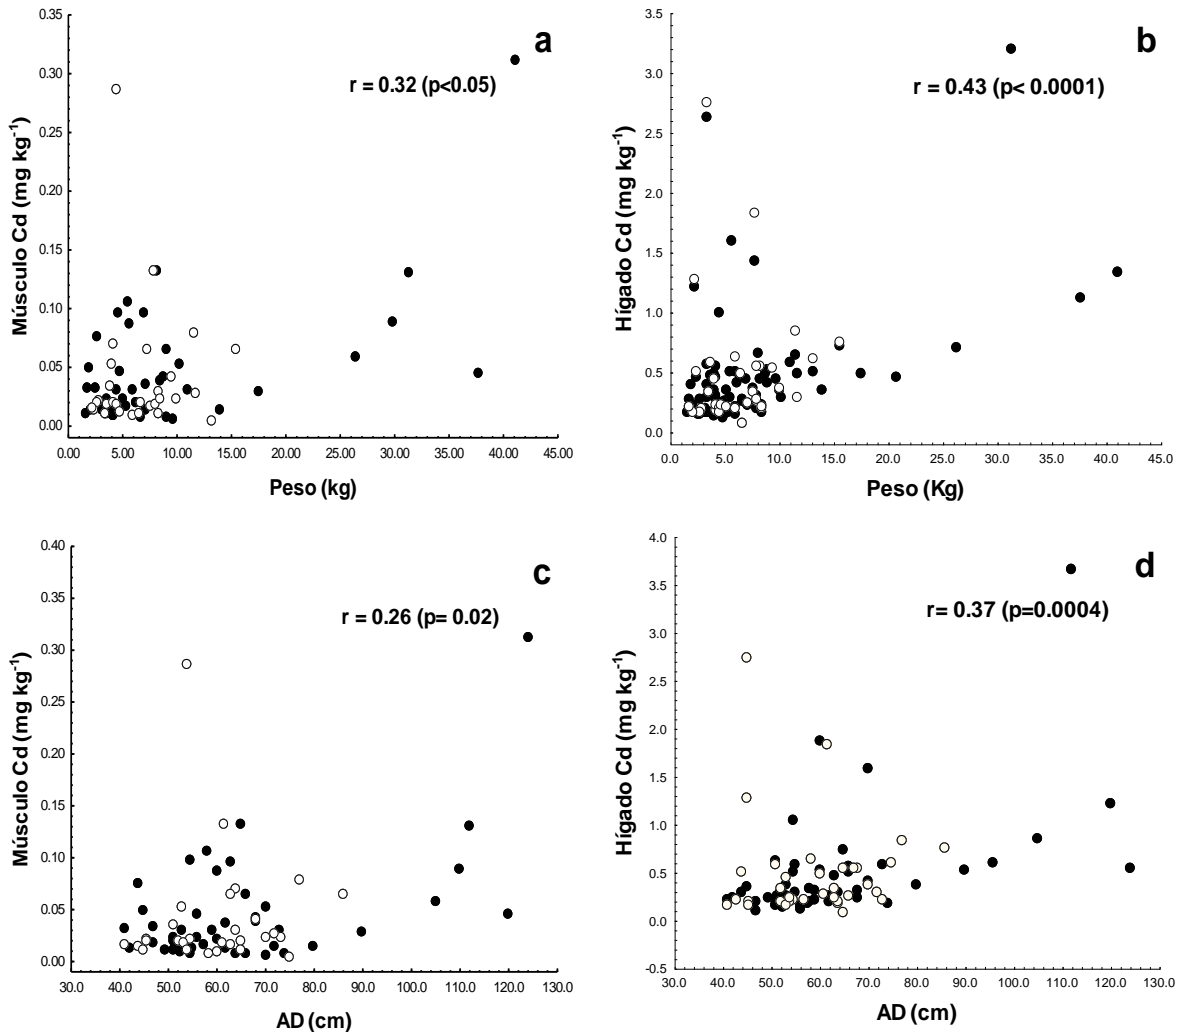 a
r = 0.32 (p<0.05)
Músculo Cd (mg kg-1)
0.35
0.30
0.25
0.20
0.15
0.10
0.05
0.00
0.00 5.00 10.00 15.00 20.00 25.00 30.00 35.00 40.00 45.00
Peso (kg)
b
r = 0.43 (p< 0.0001)
Hígado Cd (mg kg-1)
3.5
3.0
2.5
2.0
1.5
1.0
0.5
0.0
0.0 5.0 10.0 15.0 20.0 25.0 30.0 35.0 40.0 45.0
Peso (Kg)
c
r = 0.26 (p= 0.02)
Músculo Cd (mg kg-1)
0.40
0.35
0.30
0.25
0.20
0.15
0.10
0.05
0.00
30.0 40.0 50.0 60.0 70.0 80.0 90.0 100.0 110.0 120.0 130.0
AD (cm)
d
r= 0.37 (p=0.0004)
Hígado Cd (mg kg-1)
4.0
3.5
3.0
2.5
2.0
1.5
1.0
0.5
0.0
-0.5
30.0 40.0 50.0 60.0 70.0 80.0 90.0 100.0 110.0 120.0 130.0
AD (cm)